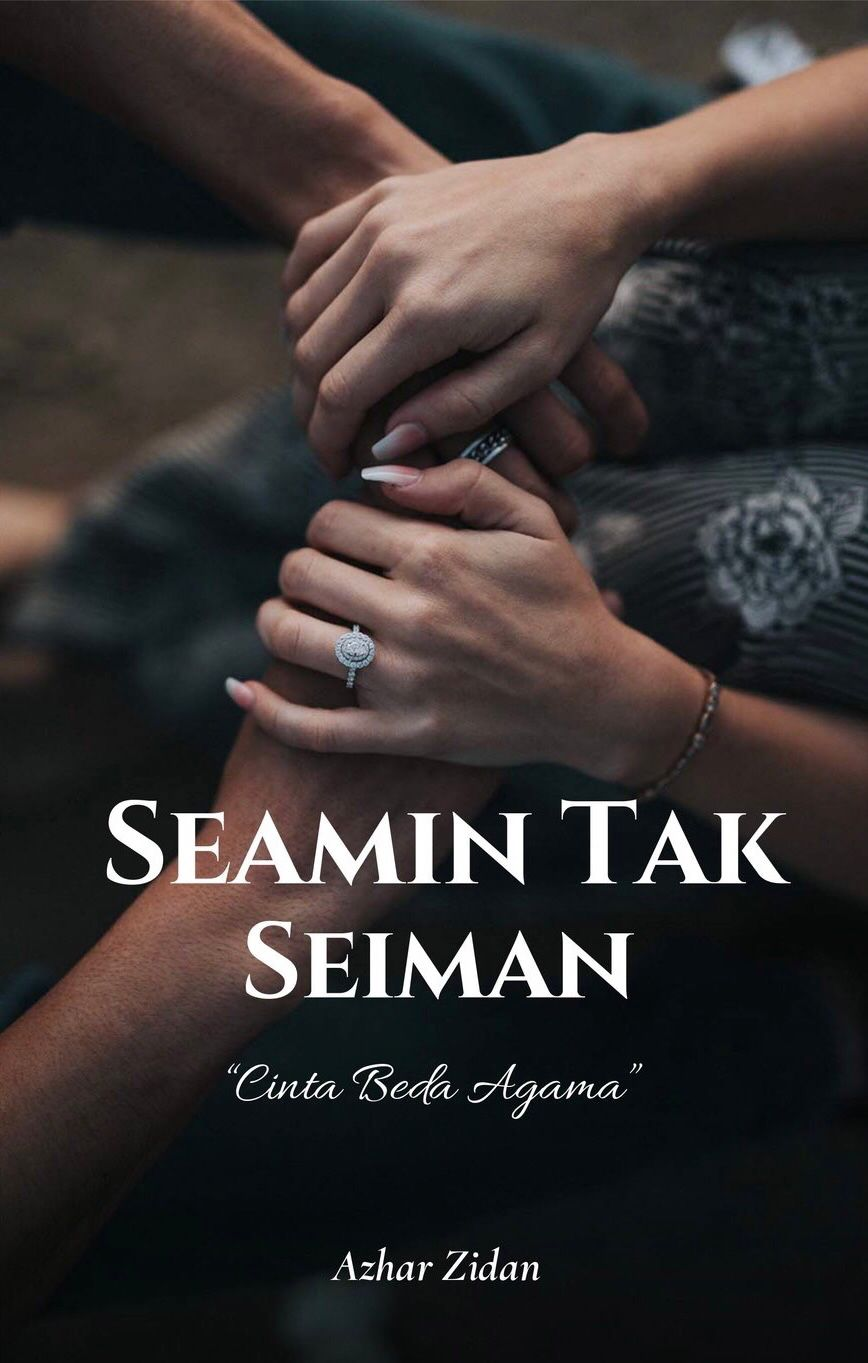 SEAMIN TAK
SEIMAN
“Cinta Beda Agama”
Azhar Zidan